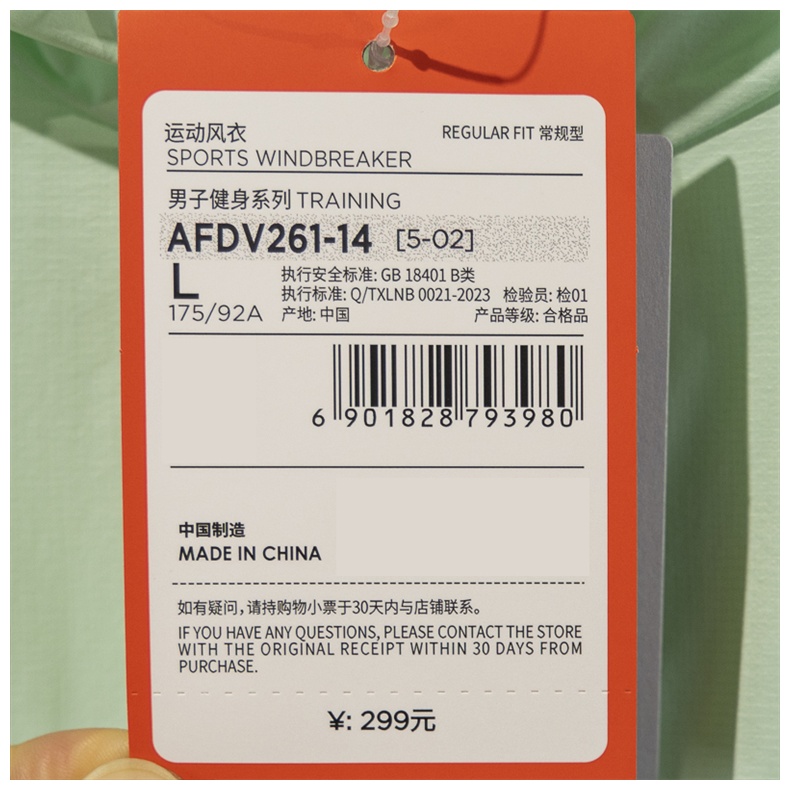 运动风衣 REGULAR FIT 常规型
SPORTS WINDBREAKER
男子健身系列 TRAINING
AFDV261-14 [5-02]
L
175/92A
执行安全标准: GB 18401 B类
执行标准: Q/TXLNB 0021-2023 检验员: 检01
产地: 中国 产品等级: 合格品
6 901828 793980
中国制造
MADE IN CHINA
如有疑问，请持购物小票于30天内与店铺联系。
IF YOU HAVE ANY QUESTIONS, PLEASE CONTACT THE STORE
WITH THE ORIGINAL RECEIPT WITHIN 30 DAYS FROM
PURCHASE.
¥: 299元